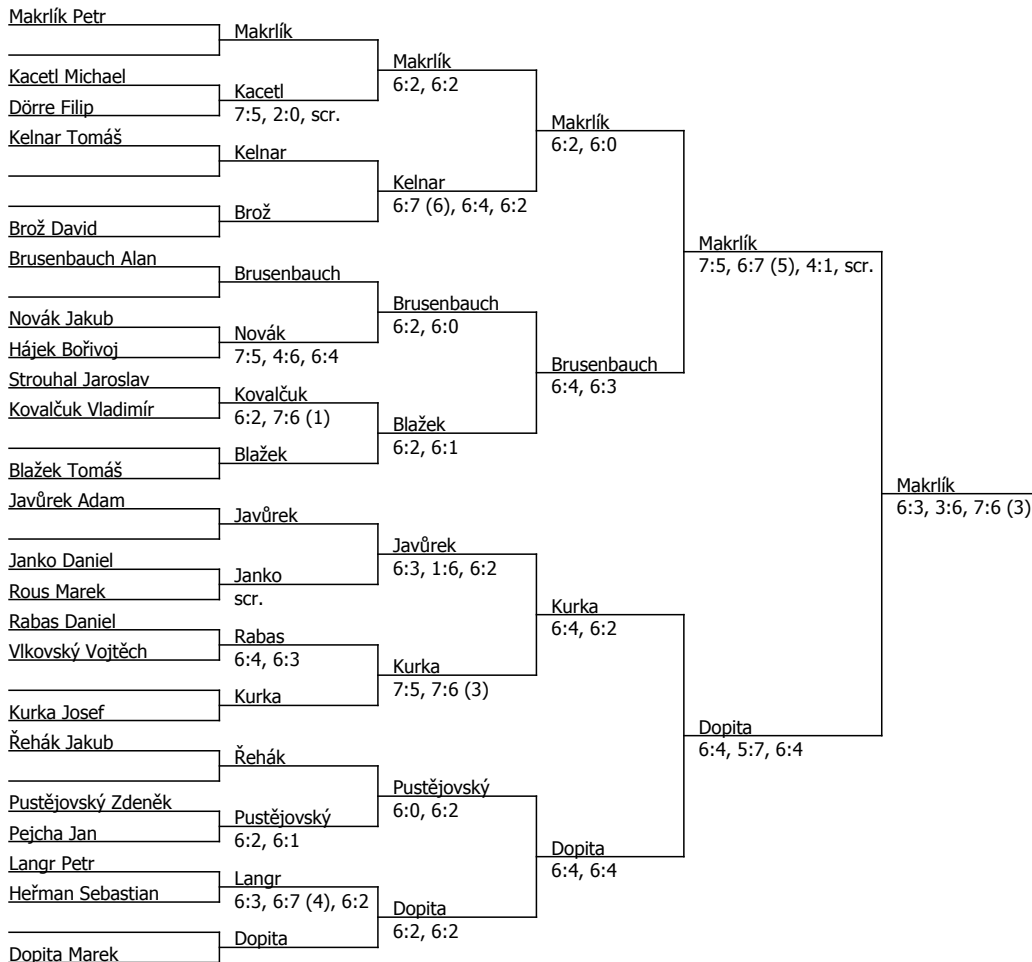 Makrlík Petr
Makrlík
Makrlík
6:2, 6:2
Kacetl Michael
Kacetl
7:5, 2:0, scr.
Dörre Filip
Makrlík
6:2, 6:0
Kelnar Tomáš
Kelnar
Kelnar
6:7 (6), 6:4, 6:2
Brož
Brož David
Makrlík
7:5, 6:7 (5), 4:1, scr.
Brusenbauch Alan
Brusenbauch
Brusenbauch
6:2, 6:0
Novák Jakub
Novák
7:5, 4:6, 6:4
Hájek Bořivoj
Brusenbauch
6:4, 6:3
Strouhal Jaroslav
Kovalčuk
6:2, 7:6 (1)
Kovalčuk Vladimír
Blažek
6:2, 6:1
Blažek
Blažek Tomáš
Makrlík
6:3, 3:6, 7:6 (3)
Javůrek Adam
Javůrek
Javůrek
6:3, 1:6, 6:2
Janko Daniel
Janko
scr.
Rous Marek
Kurka
6:4, 6:2
Rabas Daniel
Rabas
6:4, 6:3
Vlkovský Vojtěch
Kurka
7:5, 7:6 (3)
Kurka
Kurka Josef
Dopita
6:4, 5:7, 6:4
Řehák Jakub
Řehák
Pustějovský
6:0, 6:2
Pustějovský Zdeněk
Pustějovský
6:2, 6:1
Pejcha Jan
Dopita
6:4, 6:4
Langr Petr
Langr
6:3, 6:7 (4), 6:2
Heřman Sebastian
Dopita
6:2, 6:2
Dopita
Dopita Marek